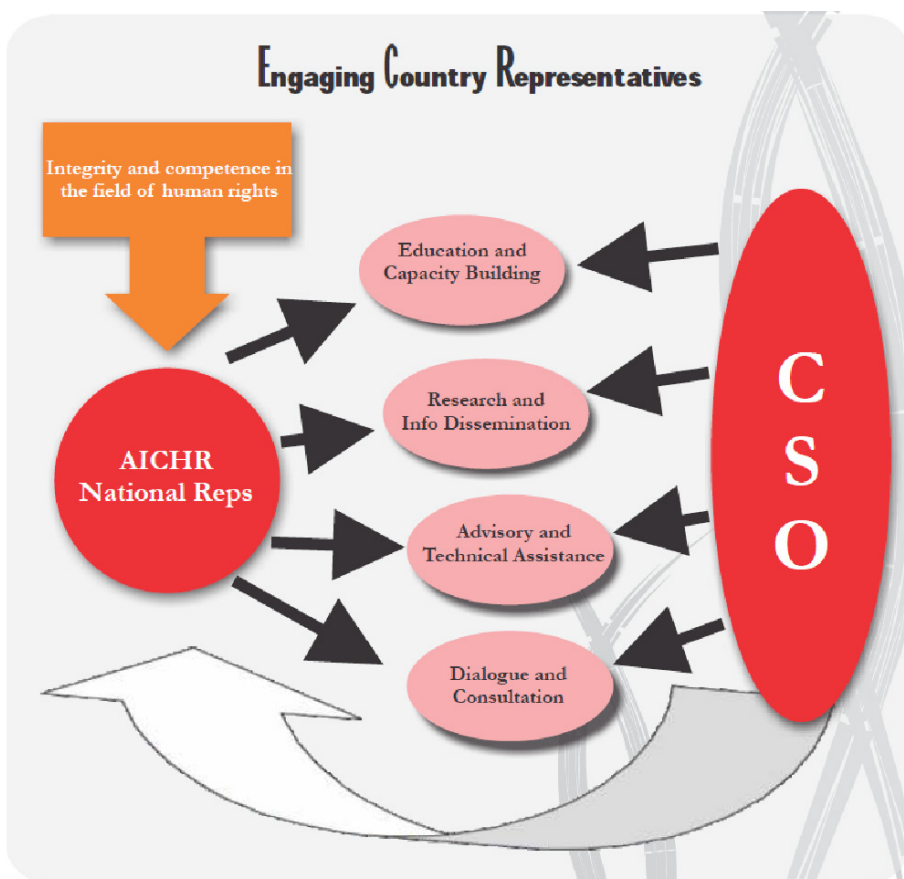 Engaging Country Representatives
Integrity and competence in
the field of human rights
Education and
Capacity Building
Research and
Info Dissemination
AICHR
National Reps
Advisory and
Technical Assistance
Dialogue and
Consultation
C
S
O